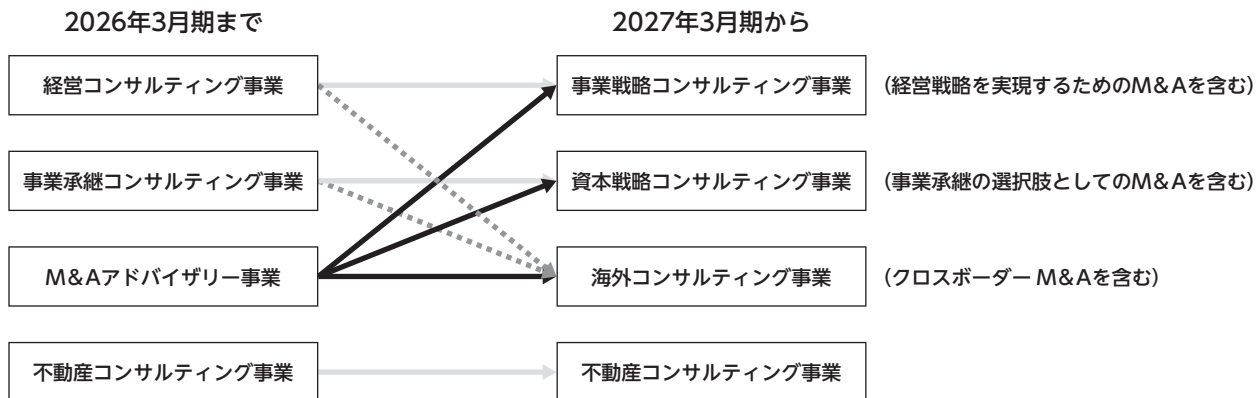 2026年3月期まで
2027年3月期から
経営コンサルティング事業
事業戦略コンサルティング事業
（経営戦略を実現するためのM&Aを含む）
事業承継コンサルティング事業
資本戦略コンサルティング事業
（事業承継の選択肢としてのM&Aを含む）
M&Aアドバイザリー事業
海外コンサルティング事業
（クロスボーダー M&Aを含む）
不動産コンサルティング事業
不動産コンサルティング事業